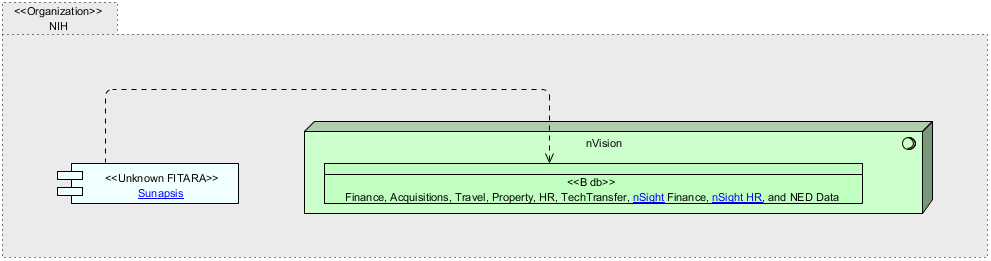 <<Organization>>
NIH
nVision
<<Unknown FITARA>>
Sunapsis
<<B db>>
Finance, Acquisitions, Travel, Property, HR, TechTransfer, nSight Finance, nSight HR, and NED Data